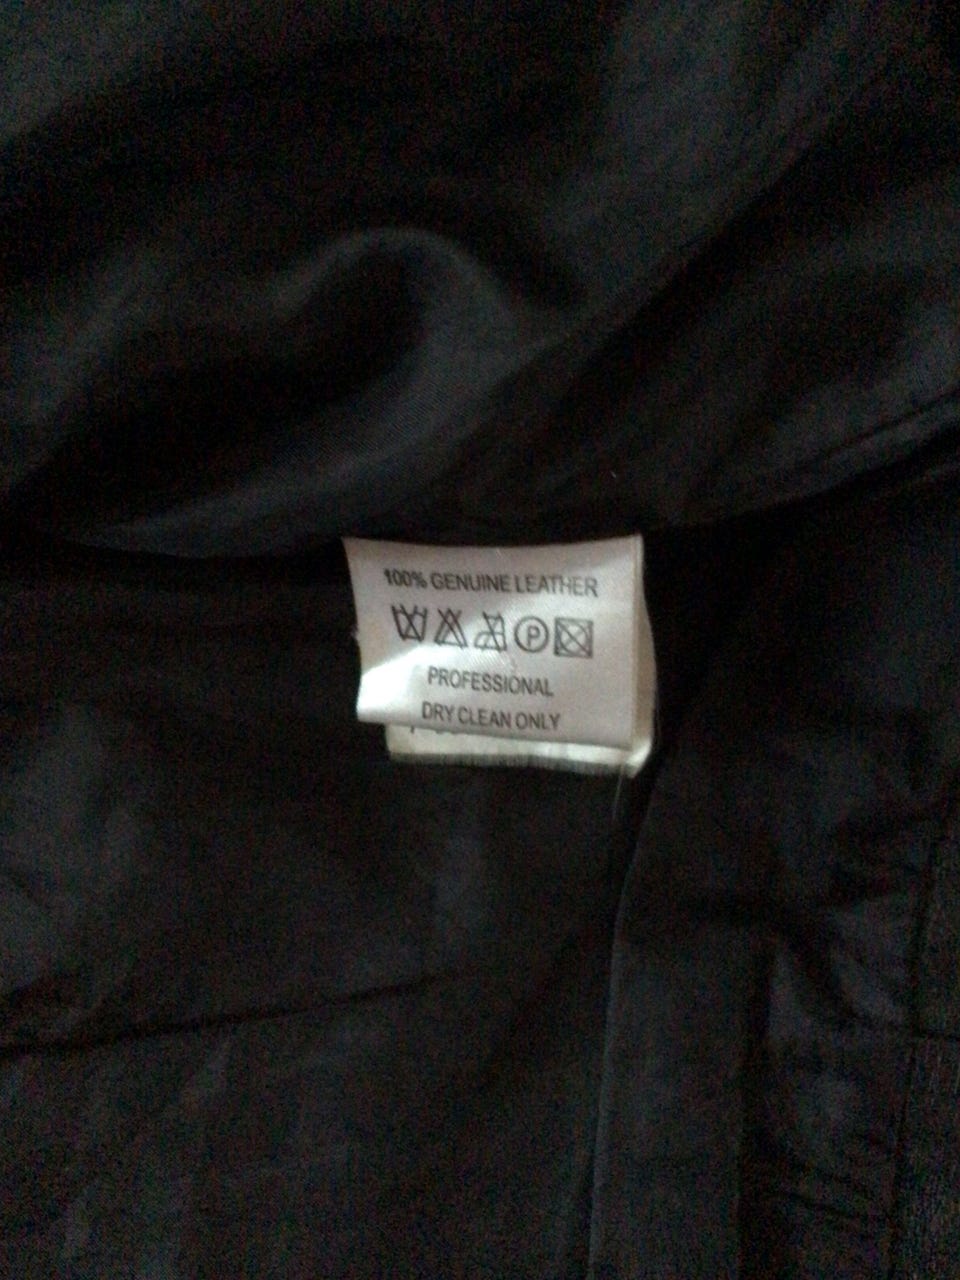 100% GENUINE LEATHER
P
PROFESSIONAL
DRY CLEAN ONLY